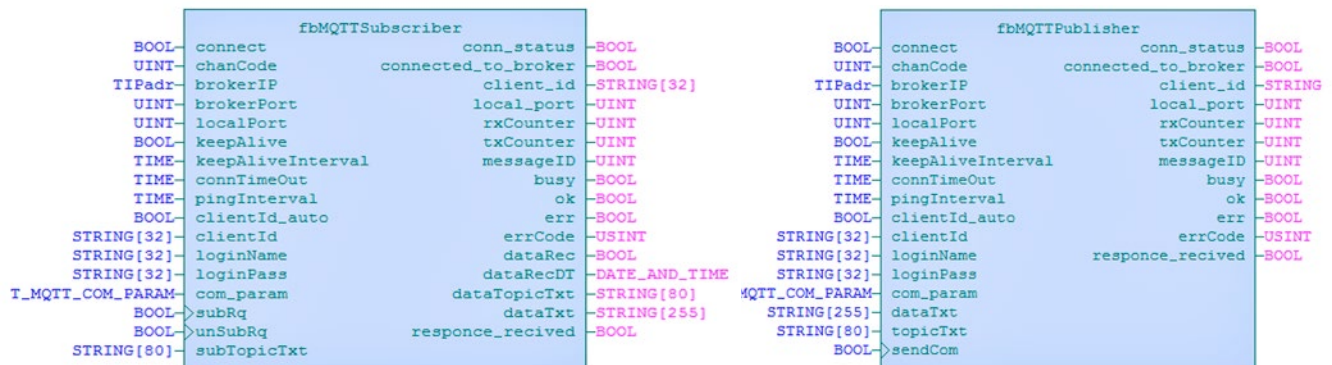 fbMQTTSubscriber
BOOL connect conn_status BOOL
UINT chanCode connected_to_broker BOOL
TIPadr brokerIP client_id STRING[32]
UINT brokerPort local_port UINT
UINT localPort rxCounter UINT
BOOL keepAlive txCounter UINT
TIME keepAliveInterval messageID UINT
TIME connTimeOut busy BOOL
TIME pingInterval ok BOOL
BOOL clientId_auto err BOOL
STRING[32] clientId errCode USINT
STRING[32] loginName dataRec BOOL
STRING[32] loginPass dataRecDT DATE_AND_TIME
T_MQTT_COM_PARAM com_param dataTopicTxt STRING[80]
BOOL subRq dataTxt STRING[255]
BOOL unSubRq responce_recived BOOL
STRING[80] subTopicTxt
fbMQTTPublisher
BOOL connect conn_status BOOL
UINT chanCode connected_to_broker BOOL
TIPadr brokerIP client_id STRING
UINT brokerPort local_port UINT
UINT localPort rxCounter UINT
BOOL keepAlive txCounter UINT
TIME keepAliveInterval messageID UINT
TIME connTimeOut busy BOOL
TIME pingInterval ok BOOL
BOOL clientId_auto err BOOL
STRING[32] clientId errCode USINT
STRING[32] loginName responce_recived BOOL
STRING[32] loginPass
MQTT_COM_PARAM com_param
STRING[255] dataTxt
STRING[80] topicTxt
BOOL sendCom